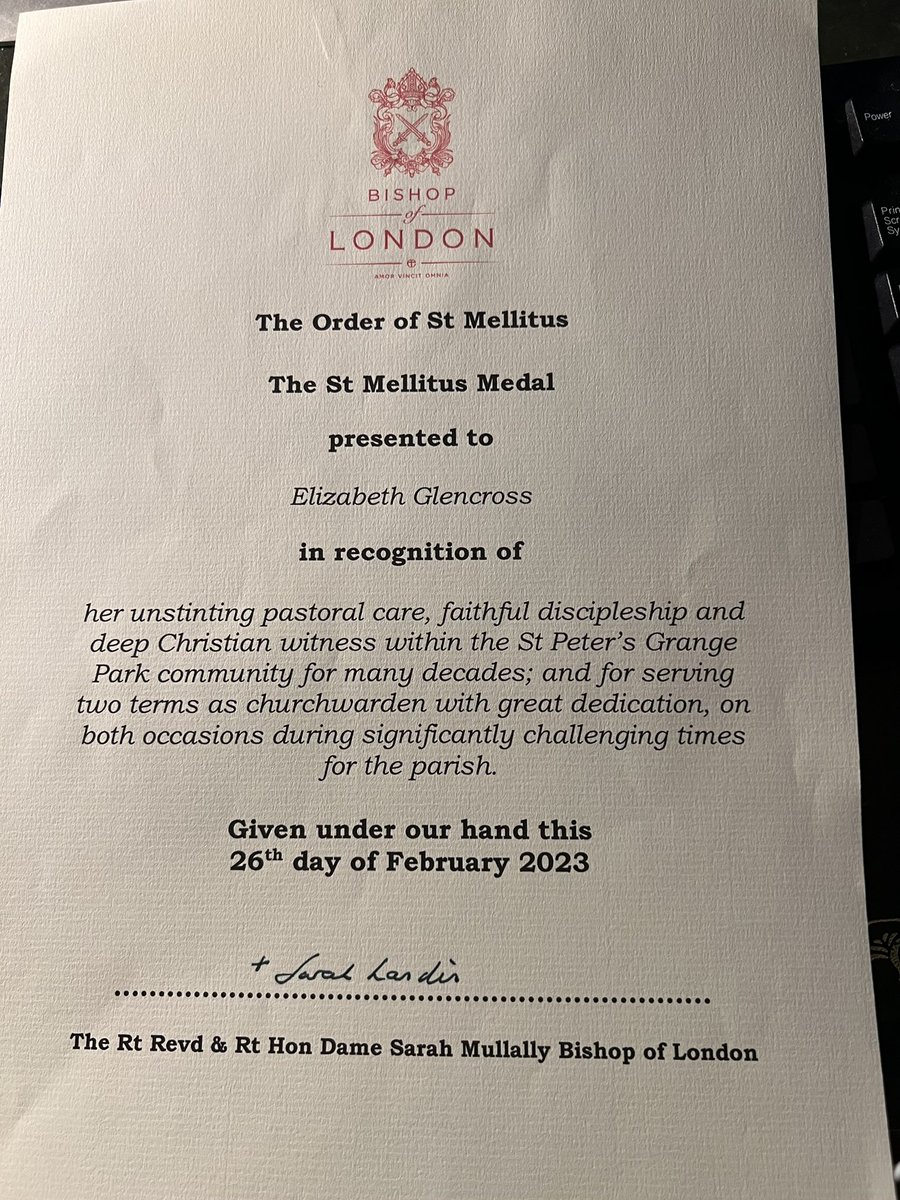 BISHOP
of
LONDON
AMOR VINCIT OMNIA
The Order of St Mellitus
The St Mellitus Medal
presented to
Elizabeth Glencross
in recognition of
her unstinting pastoral care, faithful discipleship and
deep Christian witness within the St Peter's Grange
Park community for many decades; and for serving
two terms as churchwarden with great dedication, on
both occasions during significantly challenging times
for the parish.
Given under our hand this
26th day of February 2023
+ Sarah Londin
The Rt Revd & Rt Hon Dame Sarah Mullally Bishop of London
Power